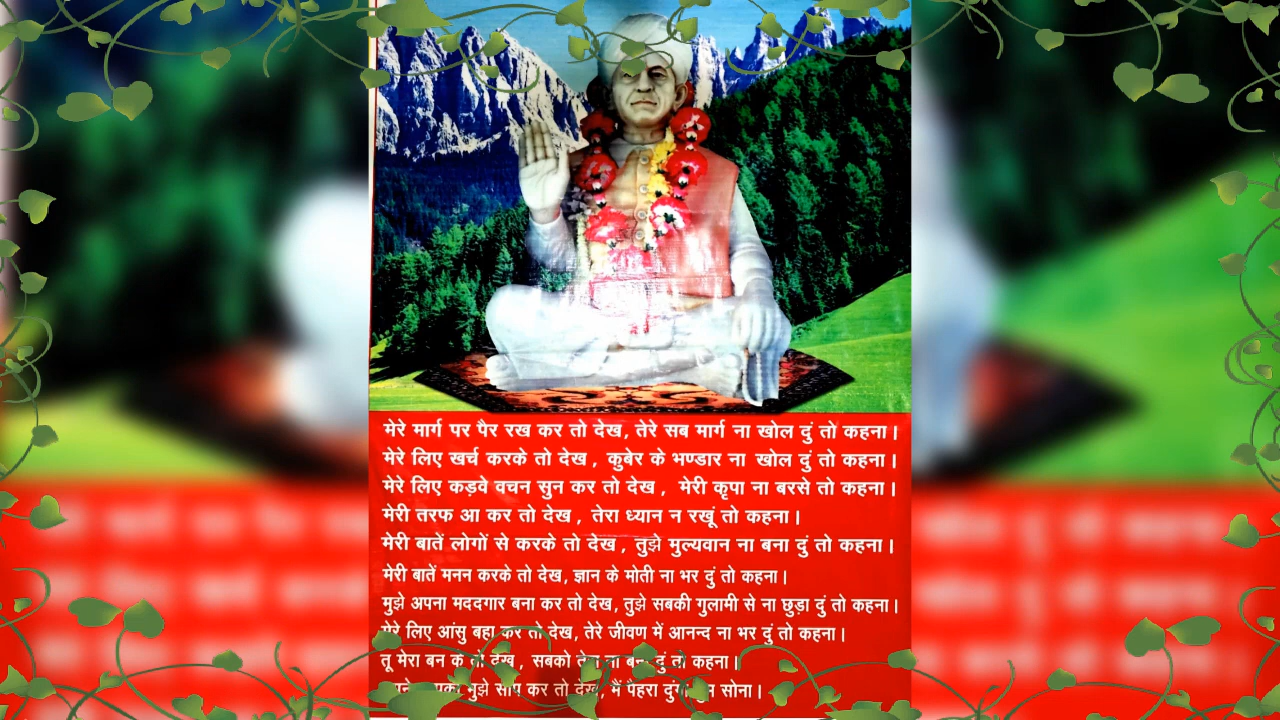 मेरे मार्ग पर पैर रख कर तो देख, तेरे सब मार्ग ना खोल दुं तो कहना।
मेरे लिए खर्च करके तो देख, कुबेर के भण्डार ना खोल दुं तो कहना।
मेरे लिए कड़वे वचन सुन कर तो देख, मेरी कृपा ना बरसे तो कहना।
मेरी तरफ आ कर तो देख, तेरा ध्यान न रखूं तो कहना।
मेरी बातें लोगों से करके तो देख, तुझे मुल्यवान ना बना दुं तो कहना।
मेरी बातें मनन करके तो देख, ज्ञान के मोती ना भर दुं तो कहना।
मुझे अपना मददगार बना कर तो देख, तुझे सबकी गुलामी से ना छुड़ा दुं तो कहना।
मेरे लिए आंसु बहा कर तो देख, तेरे जीवण में आनन्द ना भर दुं तो कहना।
तू मेरा बन के तो देख, सबको ना बना दुं तो कहना।
मुझे सौंप कर तो देख, मैं पैहरा दुंगा सोना।